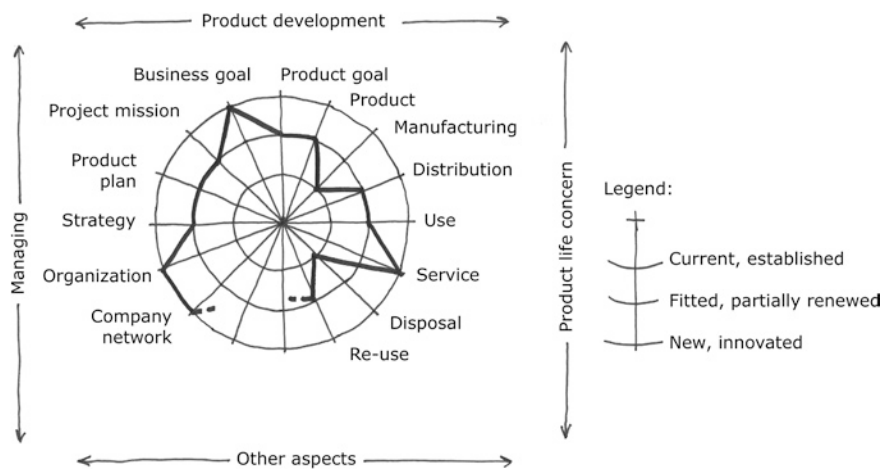 Product development
Business goal
Product goal
Project mission
Product
Manufacturing
Product
plan
Distribution
Strategy
Use
Organization
Service
Company
network
Disposal
Re-use
Managing
Product life concern
Other aspects
Legend:
Current, established
Fitted, partially renewed
New, innovated